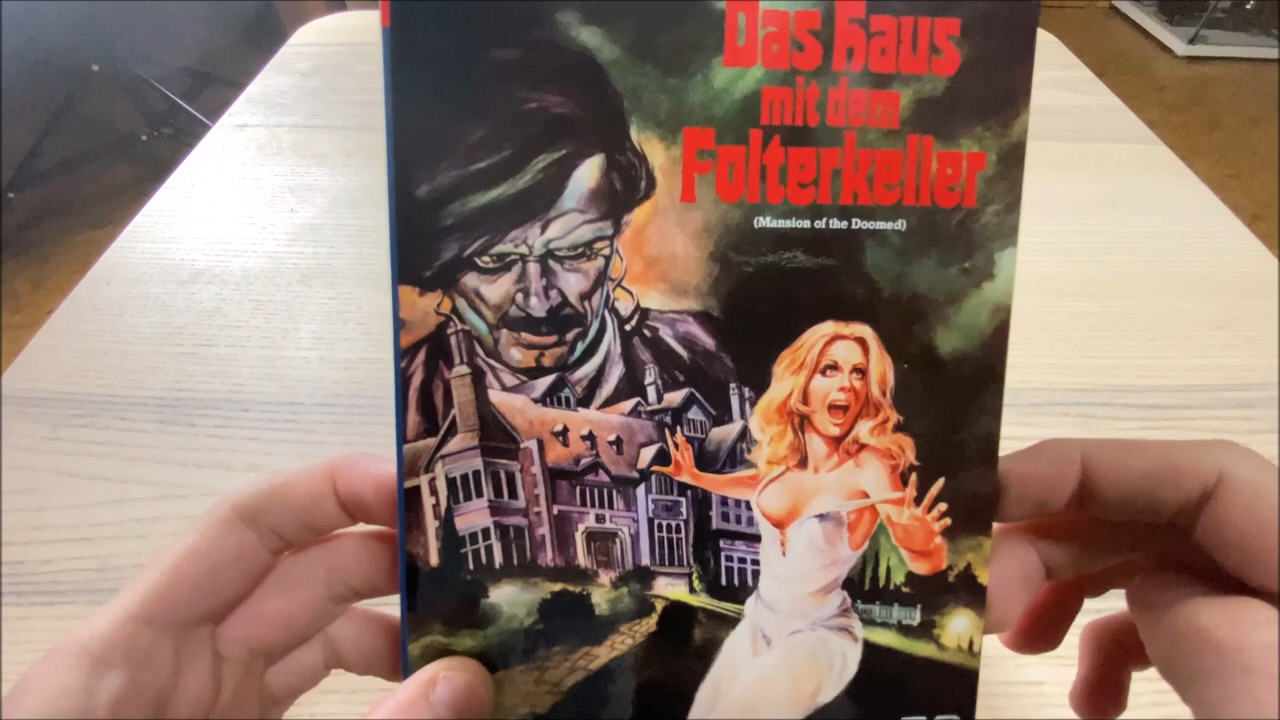 Das Haus
mit dem
Folterkeller
(Mansion of the Doomed)